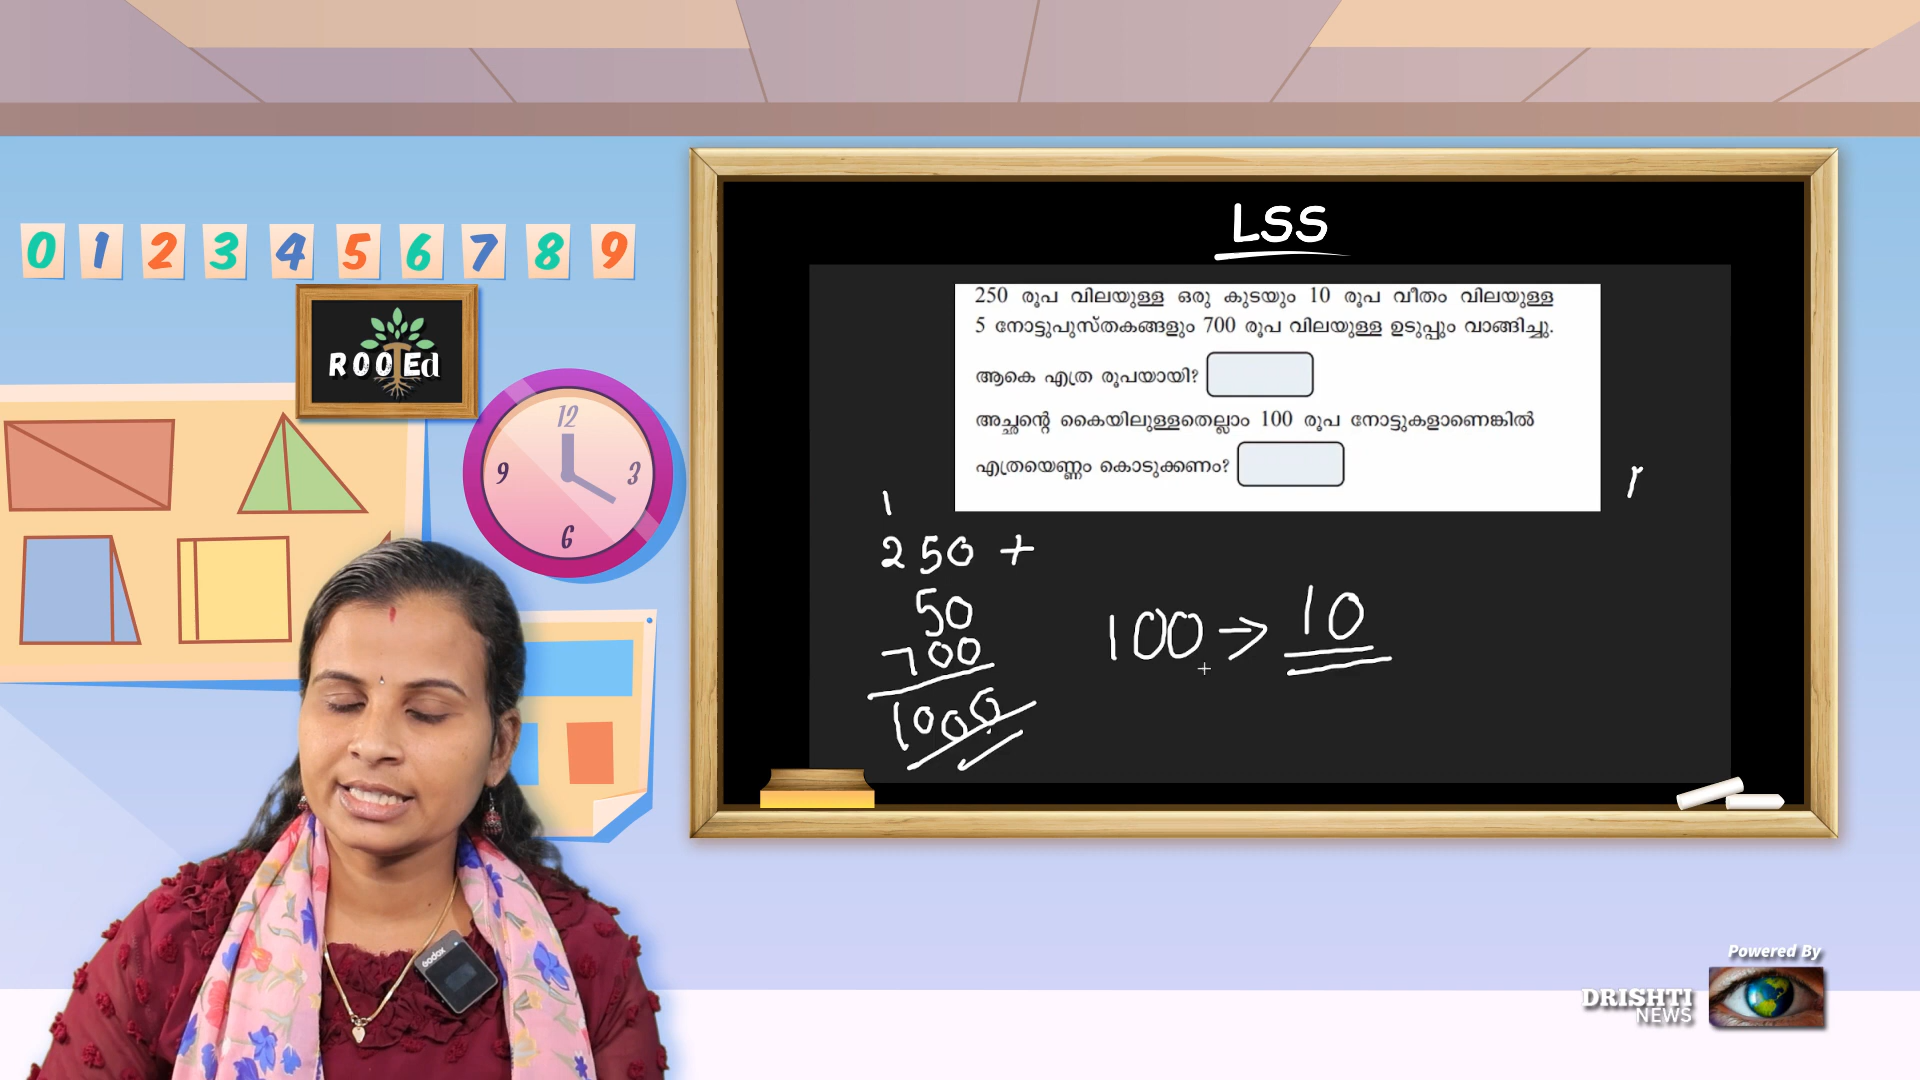 LSS
0 1 2 3 4 5 6 7 8 9
ROOTEd
12
9 3
6
250 രൂപ വിലയുള്ള ഒരു കുടയും 10 രൂപ വീതം വിലയുള്ള
5 നോട്ടുപുസ്തകങ്ങളും 700 രൂപ വിലയുള്ള ഉടുപ്പും വാങ്ങിച്ചു.
ആകെ എത്ര രൂപയായി?
അച്ഛന്റെ കൈയിലുള്ളതെല്ലാം 100 രൂപ നോട്ടുകളാണെങ്കിൽ
എത്രയെണ്ണം കൊടുക്കണം?
1
250 +
50
700
1000
100 → 10
Godox
Powered By
DRISHTI
NEWS